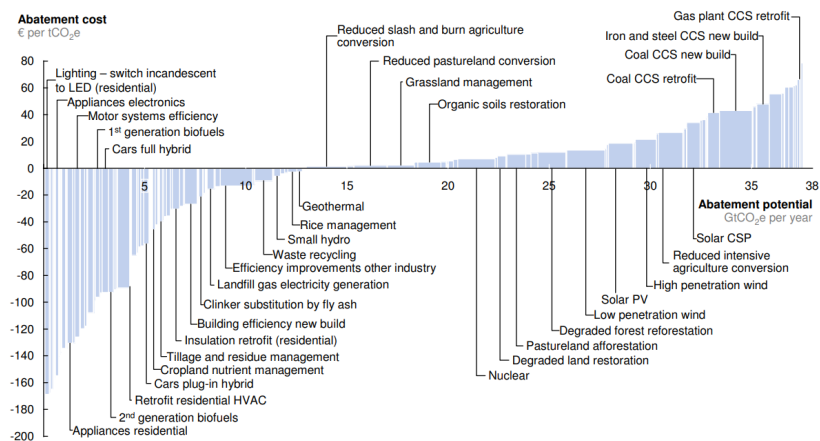 Abatement cost
€ per tCO2e
Gas plant CCS retrofit
Reduced slash and burn agriculture
conversion
Iron and steel CCS new build
Coal CCS new build
80
Reduced pastureland conversion
Lighting – switch incandescent
to LED (residential)
Coal CCS retrofit
60
Grassland management
Appliances electronics
Organic soils restoration
40
Motor systems efficiency
1st generation biofuels
20
Cars full hybrid
0
5
10
15
20
25
30
35
38
-20
Geothermal
Abatement potential
GtCO2e per year
-40
Rice management
Small hydro
Solar CSP
-60
Waste recycling
Reduced intensive
agriculture conversion
Efficiency improvements other industry
-80
Landfill gas electricity generation
High penetration wind
Solar PV
-100
Clinker substitution by fly ash
Low penetration wind
Building efficiency new build
Degraded forest reforestation
-120
Insulation retrofit (residential)
Pastureland afforestation
-140
Tillage and residue management
Degraded land restoration
Cropland nutrient management
Nuclear
-160
Cars plug-in hybrid
Retrofit residential HVAC
-180
2nd generation biofuels
Appliances residential
-200